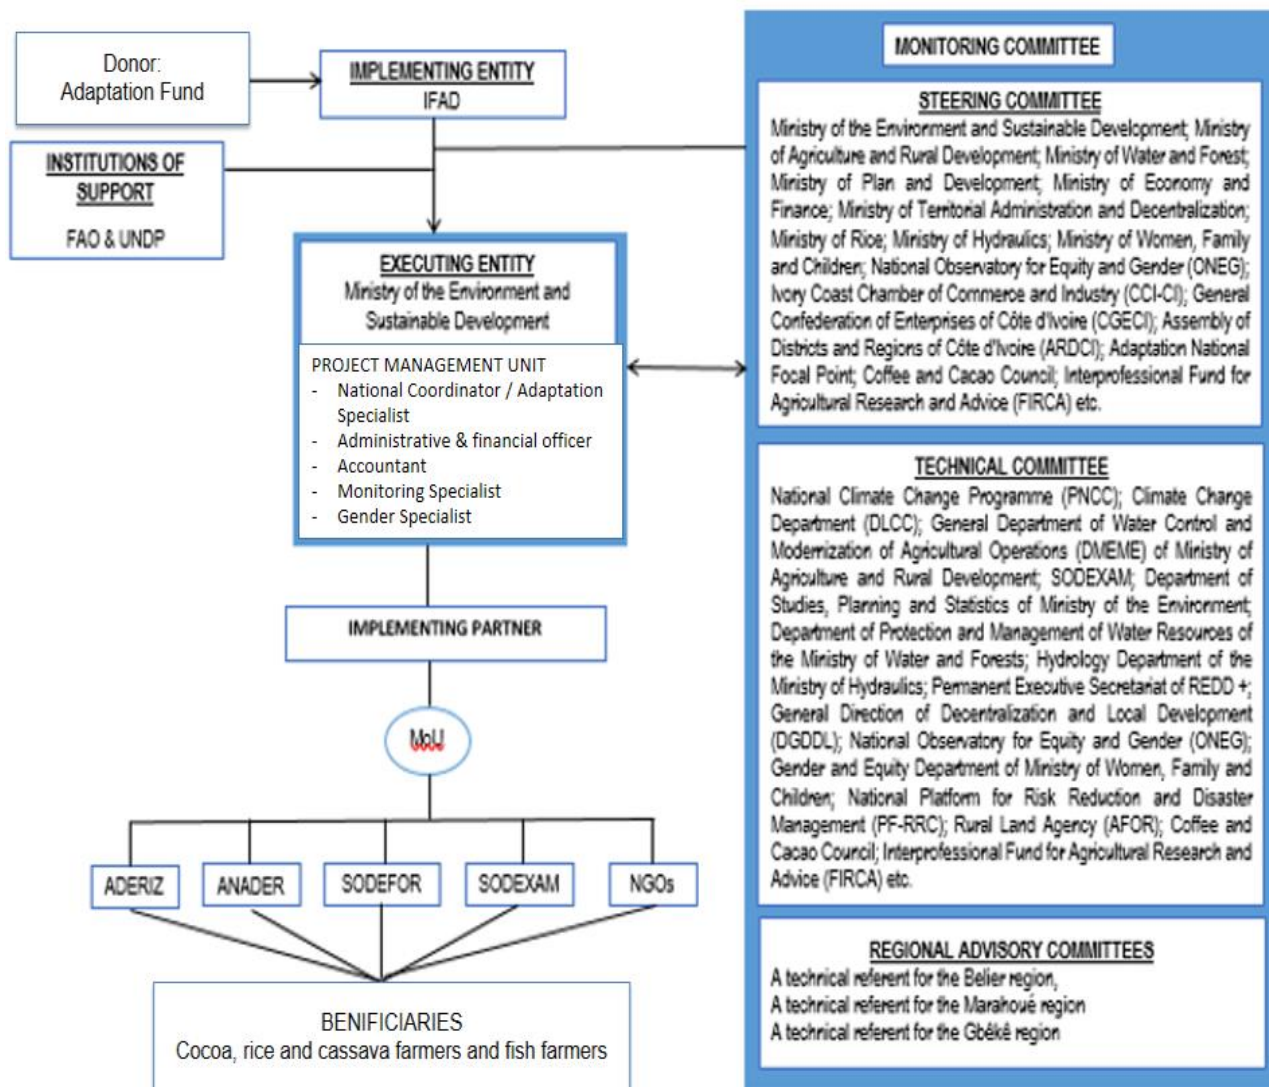 Donor:
Adaptation Fund
IMPLEMENTING ENTITY
IFAD
INSTITUTIONS OF
SUPPORT
FAO & UNDP
EXECUTING ENTITY
Ministry of the Environment and
Sustainable Development
PROJECT MANAGEMENT UNIT
- National Coordinator / Adaptation
Specialist
- Administrative & financial officer
- Accountant
- Monitoring Specialist
- Gender Specialist
IMPLEMENTING PARTNER
MoU
ADERIZ
ANADER
SODEFOR
SODEXAM
NGOs
BENIFICIARIES
Cocoa, rice and cassava farmers and fish farmers
MONITORING COMMITTEE
STEERING COMMITTEE
Ministry of the Environment and Sustainable Development; Ministry
of Agriculture and Rural Development; Ministry of Water and Forest;
Ministry of Plan and Development; Ministry of Economy and
Finance; Ministry of Territorial Administration and Decentralization;
Ministry of Rice; Ministry of Hydraulics; Ministry of Women, Family
and Children; National Observatory for Equity and Gender (ONEG);
Ivory Coast Chamber of Commerce and Industry (CCI-CI); General
Confederation of Enterprises of Côte d'Ivoire (CGECI); Assembly of
Districts and Regions of Côte d'Ivoire (ARDCI); Adaptation National
Focal Point; Coffee and Cacao Council; Interprofessional Fund for
Agricultural Research and Advice (FIRCA) etc.
TECHNICAL COMMITTEE
National Climate Change Programme (PNCC); Climate Change
Department (DLCC); General Department of Water Control and
Modernization of Agricultural Operations (DMEME) of Ministry of
Agriculture and Rural Development; SODEXAM; Department of
Studies, Planning and Statistics of Ministry of the Environment;
Department of Protection and Management of Water Resources of
the Ministry of Water and Forests; Hydrology Department of the
Ministry of Hydraulics; Permanent Executive Secretariat of REDD +;
General Direction of Decentralization and Local Development
(DGDDL); National Observatory for Equity and Gender (ONEG);
Gender and Equity Department of Ministry of Women, Family and
Children; National Platform for Risk Reduction and Disaster
Management (PF-RRC); Rural Land Agency (AFOR); Coffee and
Cacao Council; Interprofessional Fund for Agricultural Research and
Advice (FIRCA) etc.
REGIONAL ADVISORY COMMITTEES
A technical referent for the Belier region,
A technical referent for the Marahoué region
A technical referent for the Gbêkê region